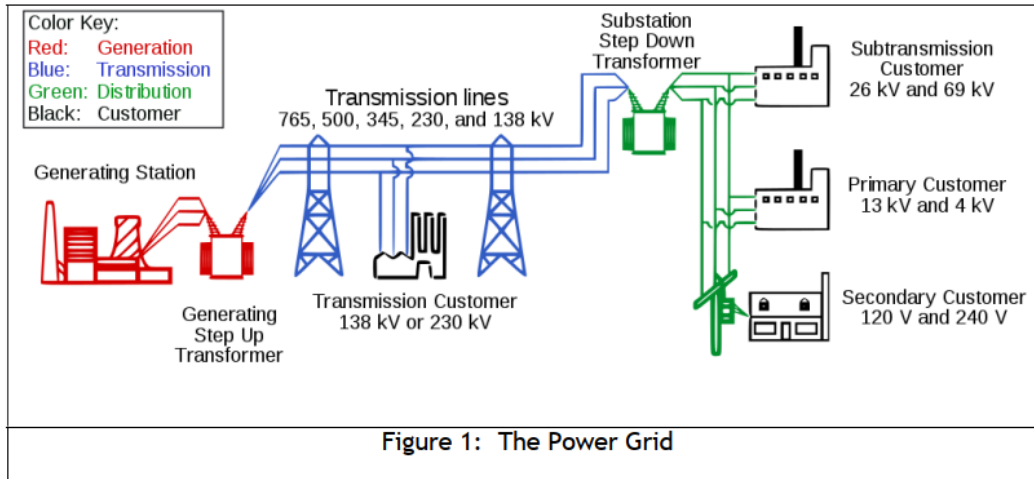 Color Key:
Red: Generation
Blue: Transmission
Green: Distribution
Black: Customer
Generating Station
Generating
Step Up
Transformer
Transmission lines
765, 500, 345, 230, and 138 kV
Transmission Customer
138 kV or 230 kV
Substation
Step Down
Transformer
Subtransmission
Customer
26 kV and 69 kV
Primary Customer
13 kV and 4 kV
Secondary Customer
120 V and 240 V
Figure 1: The Power Grid